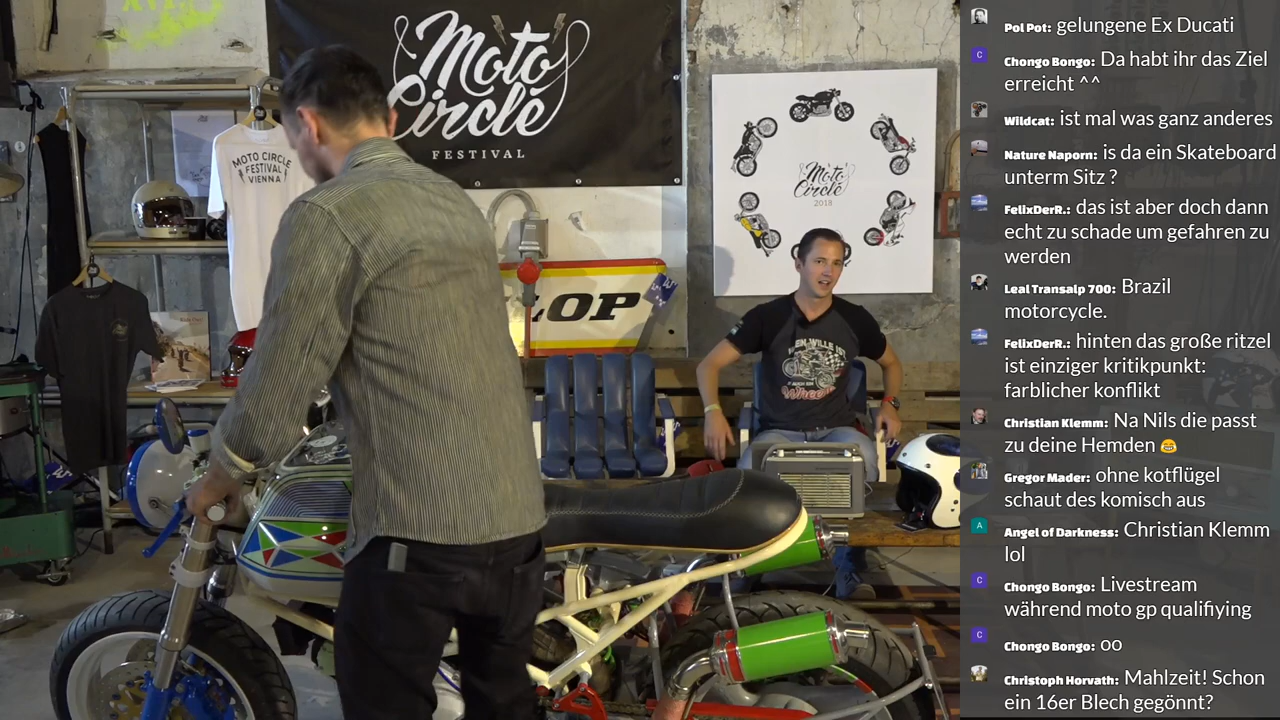 Moto
Circle
FESTIVAL
MOTO CIRCLE
FESTIVAL
VIENNA
Moto
Circle
2018
LOP
Pol Pot: gelungene Ex Ducati
Chongo Bongo: Da habt ihr das Ziel
erreicht ^^
Wildcat: ist mal was ganz anderes
Nature Naporn: is da ein Skateboard
unterm Sitz ?
FelixDerR.: das ist aber doch dann
echt zu schade um gefahren zu
werden
Leal Transalp 700: Brazil
motorcycle.
FelixDerR.: hinten das große ritzel
ist einziger kritikpunkt:
farblicher konflikt
Christian Klemm: Na Nils die passt
zu deine Hemden 😂
Gregor Mader: ohne kotflügel
schaut des komisch aus
Angel of Darkness: Christian Klemm
lol
Chongo Bongo: Livestream
während moto gp qualifiying
Chongo Bongo: oo
Christoph Horvath: Mahlzeit! Schon
ein 16er Blech gegönnt?